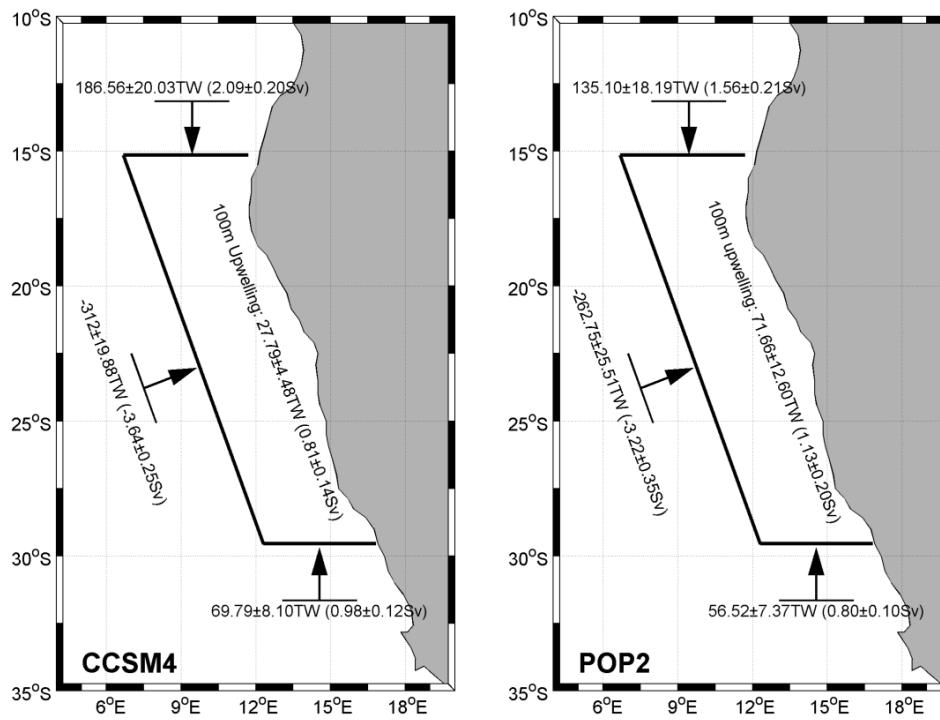 10°S
15°S
20°S
25°S
30°S
35°S
6°E
9°E
12°E
15°E
18°E
186.56±20.03TW (2.09±0.20Sv)
-312±19.88TW (-3.64±0.25Sv)
100m Upwelling: 27.79±4.48TW (0.81±0.14Sv)
69.79±8.10TW (0.98±0.12Sv)
CCSM4
10°S
15°S
20°S
25°S
30°S
35°S
6°E
9°E
12°E
15°E
18°E
135.10±18.19TW (1.56±0.21Sv)
-262.75±25.51TW (-3.22±0.35Sv)
100m upwelling: 71.66±12.60TW (1.13±0.20Sv)
56.52±7.37TW (0.80±0.10Sv)
POP2